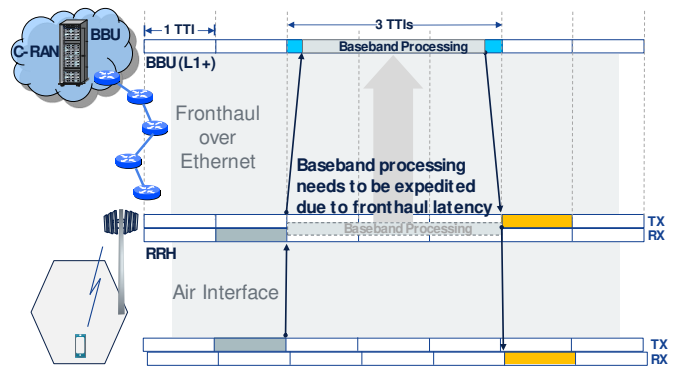 1 TTI
3 TTIs
BBU
C-RAN
Baseband Processing
BBU (L1+)
Fronthaul
over
Ethernet
Baseband processing
needs to be expedited
due to fronthaul latency
TX
Baseband Processing
RX
RRH
Air Interface
TX
RX